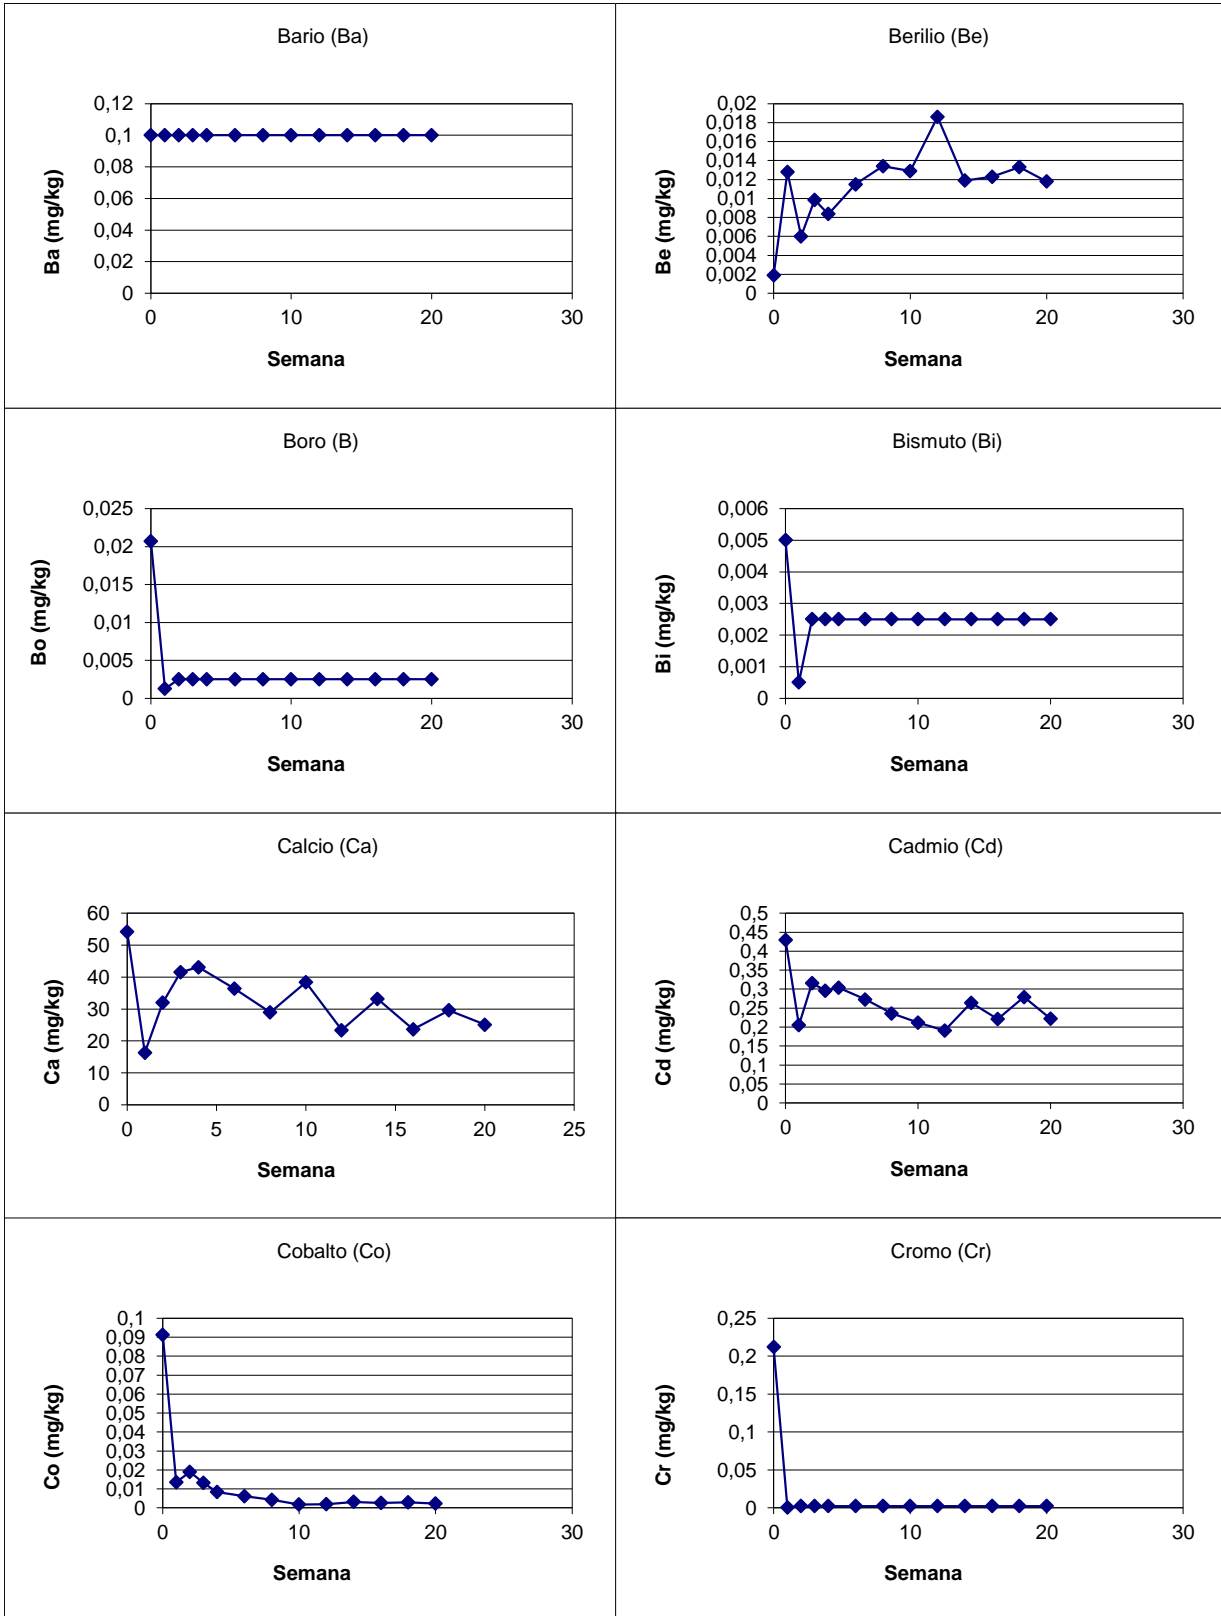 Bario (Ba)
0,12
0,1
0,08
0,06
0,04
0,02
0
Ba (mg/kg)
0 10 20 30
Semana
Berilio (Be)
0,02
0,018
0,016
0,014
0,012
0,01
0,008
0,006
0,004
0,002
0
Be (mg/kg)
0 10 20 30
Semana
Boro (B)
0,025
0,02
0,015
0,01
0,005
0
Bo (mg/kg)
0 10 20 30
Semana
Bismuto (Bi)
0,006
0,005
0,004
0,003
0,002
0,001
0
Bi (mg/kg)
0 10 20 30
Semana
Calcio (Ca)
60
50
40
30
20
10
0
Ca (mg/kg)
0 5 10 15 20 25
Semana
Cadmio (Cd)
0,5
0,45
0,4
0,35
0,3
0,25
0,2
0,15
0,1
0,05
0
Cd (mg/kg)
0 10 20 30
Semana
Cobalto (Co)
0,1
0,09
0,08
0,07
0,06
0,05
0,04
0,03
0,02
0,01
0
Co (mg/kg)
0 10 20 30
Semana
Cromo (Cr)
0,25
0,2
0,15
0,1
0,05
0
Cr (mg/kg)
0 10 20 30
Semana